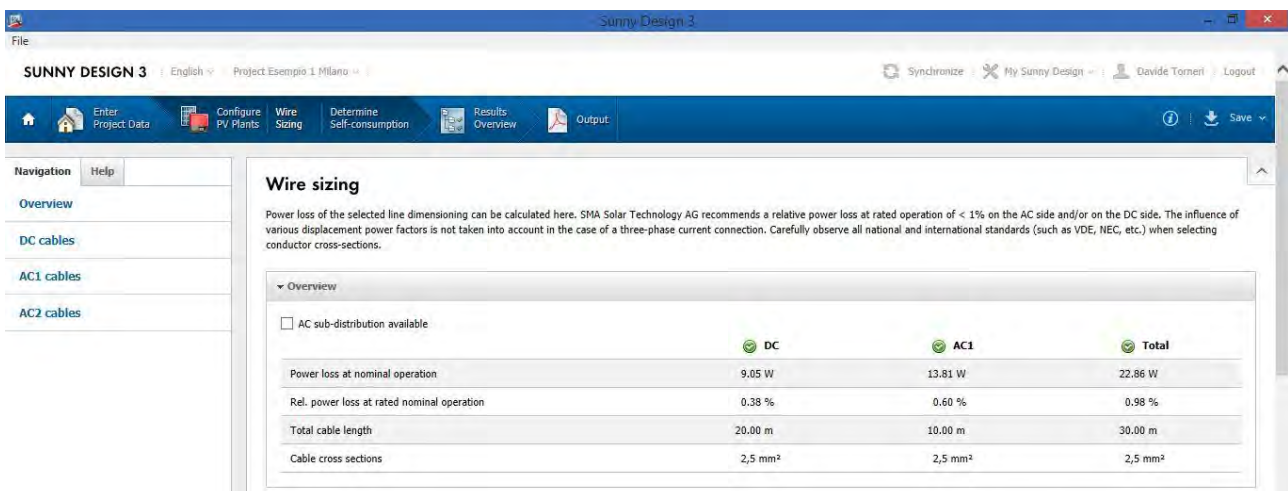 Sunny Design 3
File
SUNNY DESIGN 3 English Project Esempio 1 Milano Synchronize My Sunny Design Davide Torneri Logout
Enter Project Data
Configure PV Plants
Wire Sizing
Determine Self-consumption
Results Overview
Output
Save
Navigation Help
Overview
DC cables
AC1 cables
AC2 cables
Wire sizing
Power loss of the selected line dimensioning can be calculated here. SMA Solar Technology AG recommends a relative power loss at rated operation of < 1% on the AC side and/or on the DC side. The influence of
various displacement power factors is not taken into account in the case of a three-phase current connection. Carefully observe all national and international standards (such as VDE, NEC, etc.) when selecting
conductor cross-sections.
Overview
AC sub-distribution available
DC AC1 Total
Power loss at nominal operation 9.05 W 13.81 W 22.86 W
Rel. power loss at rated nominal operation 0.38 % 0.60 % 0.98 %
Total cable length 20.00 m 10.00 m 30.00 m
Cable cross sections 2,5 mm² 2,5 mm² 2,5 mm²